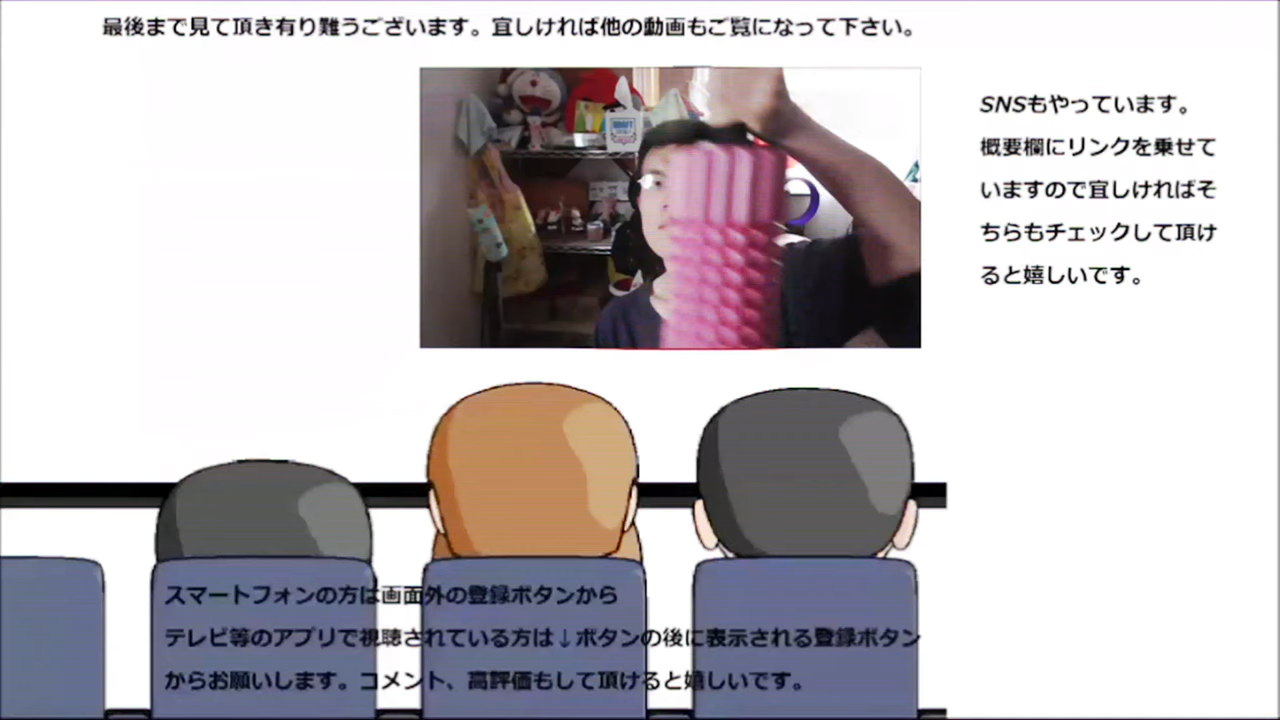 最後まで見て頂き有り難うございます。宜しければ他の動画もご覧になって下さい。
SNSもやっています。
概要欄にリンクを乗せて
いますので宜しければそ
ちらもチェックして頂け
ると嬉しいです。
スマートフォンの方は画面外の登録ボタンから
テレビ等のアプリで視聴されている方は↓ボタンの後に表示される登録ボタン
からお願いします。コメント、高評価もして頂けると嬉しいです。